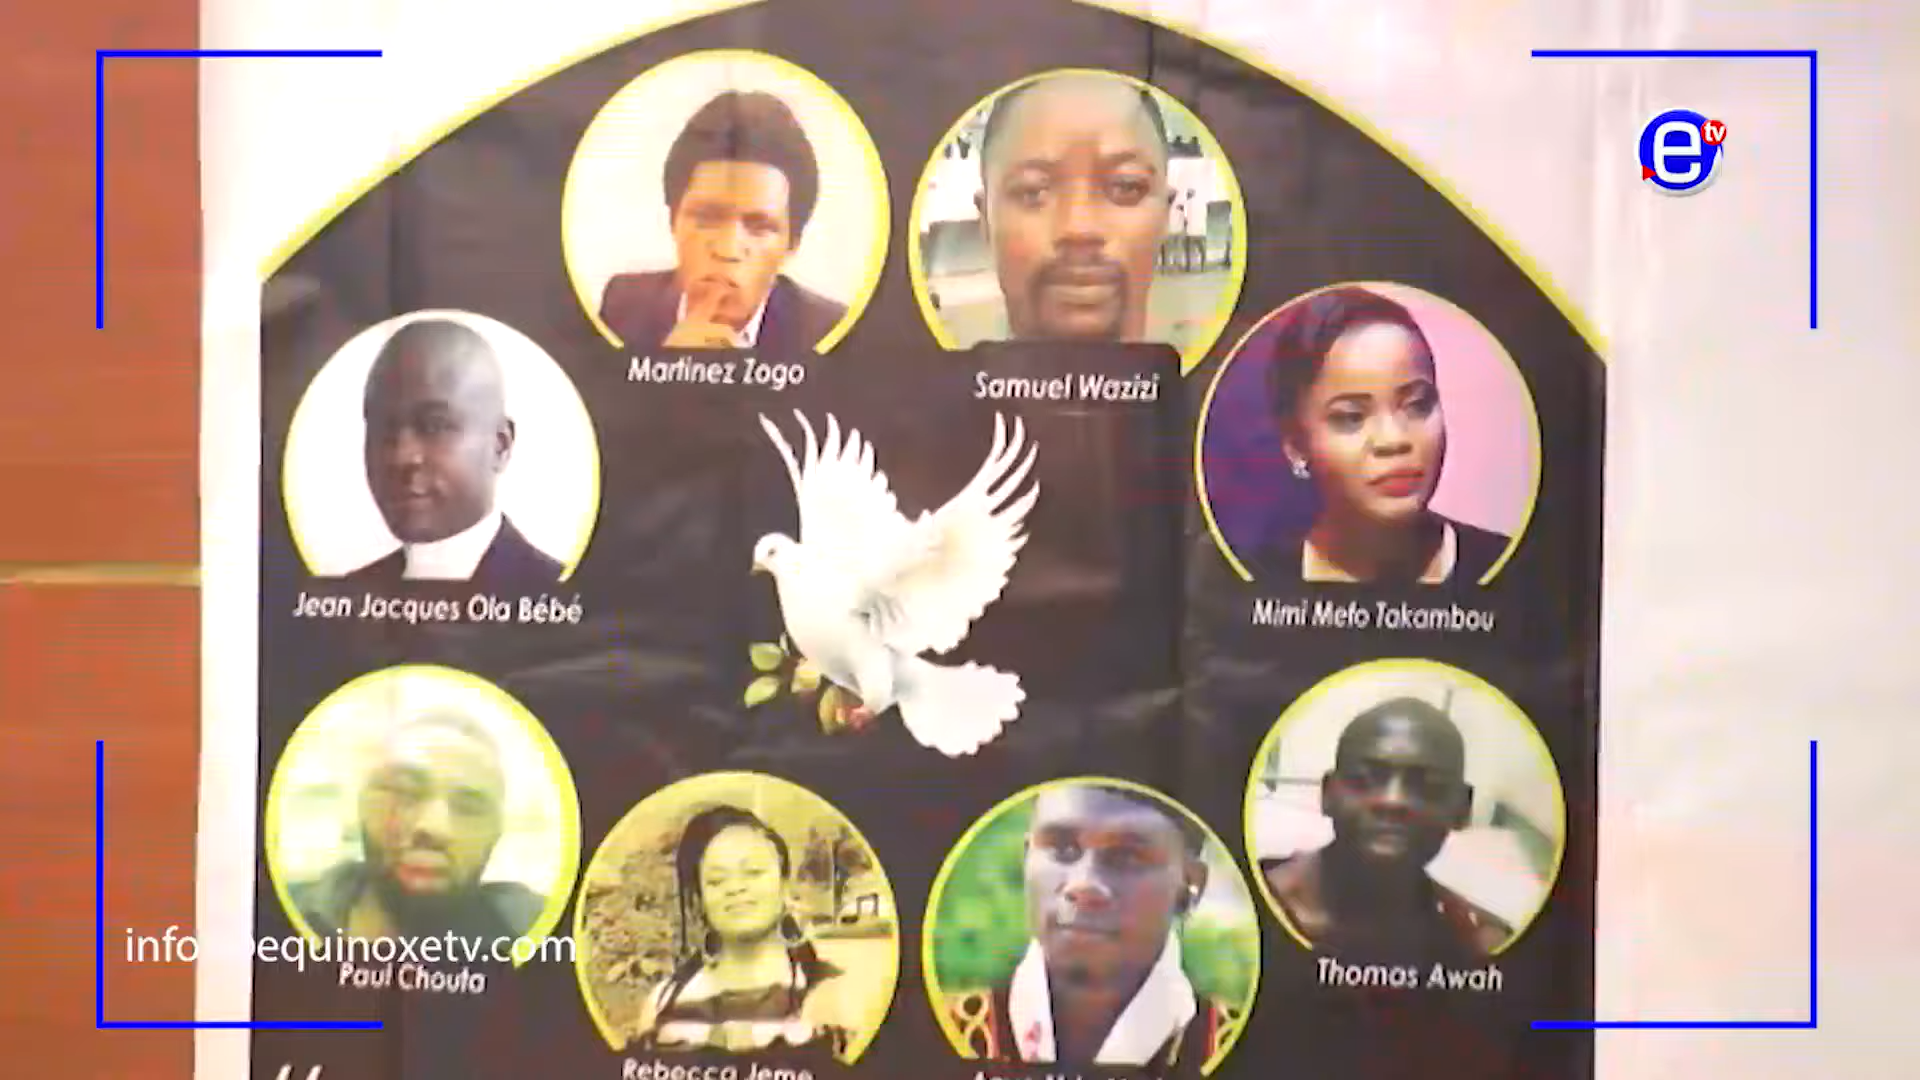 e tv
Martinez Zogo
Samuel Wazizi
Jean Jacques Ola Bébé
Mimi Mefo Takambou
info@equinoxetv.com
Paul Chouta
Thomas Awah
Rebecca Jeme